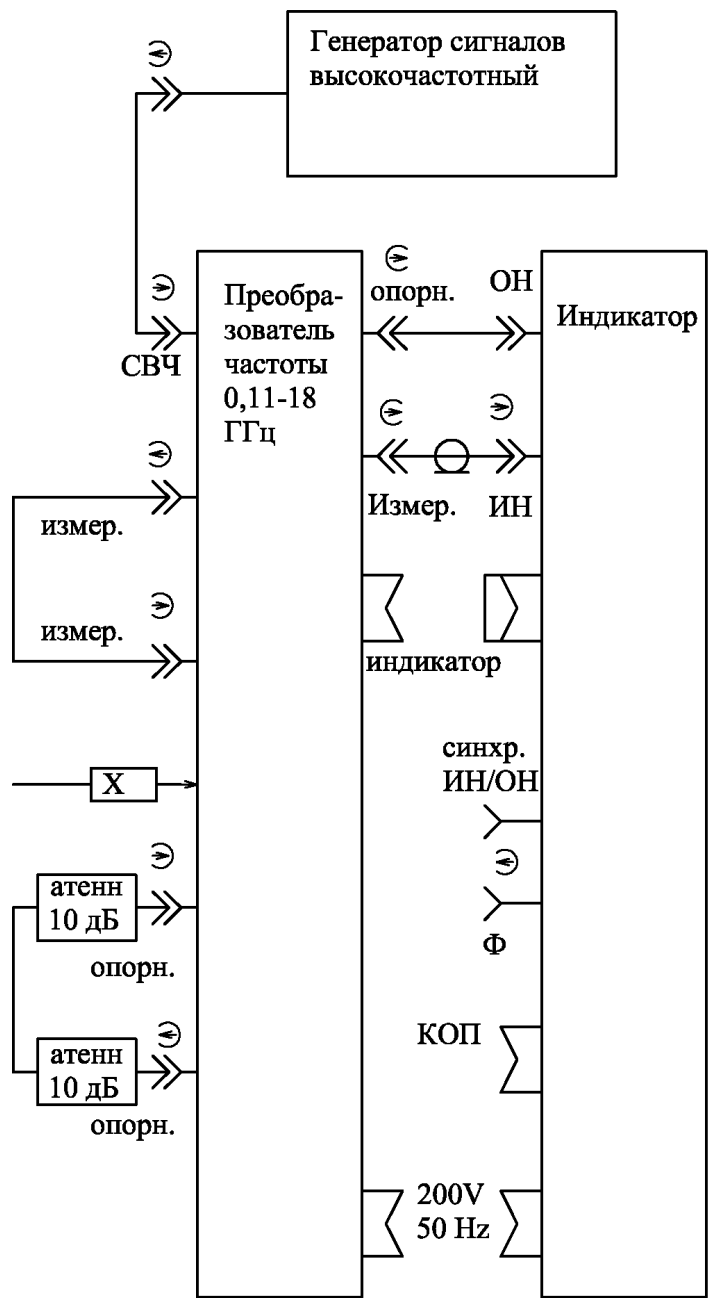 Генератор сигналов
высокочастотный
Преобра-
зователь
частоты
0,11-18
ГГц
СВЧ
опорн.
ОН
Индикатор
Измер.
ИН
измер.
измер.
индикатор
синхр.
ИН/ОН
X
атенн
10 дБ
опорн.
Ф
КОП
атенн
10 дБ
опорн.
200V
50 Hz